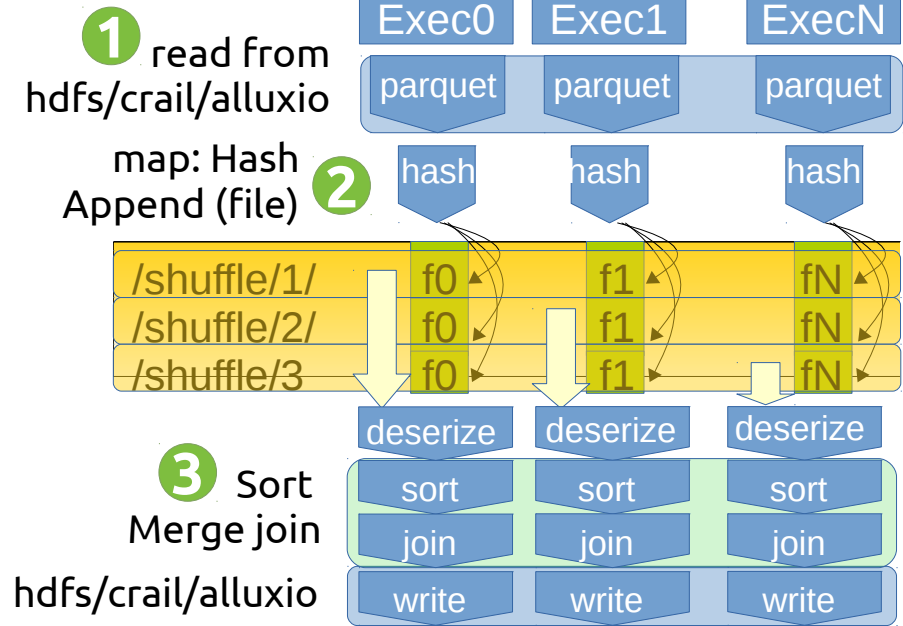 Exec0 Exec1 ExecN
1 read from
hdfs/crail/alluxio
parquet parquet parquet
map: Hash
Append (file)
2
hash hash hash
/shuffle/1/ f0 f1 fN
/shuffle/2/ f0 f1 fN
/shuffle/3 f0 f1 fN
deserize deserize deserize
3 Sort
Merge join
sort sort sort
join join join
hdfs/crail/alluxio
write write write